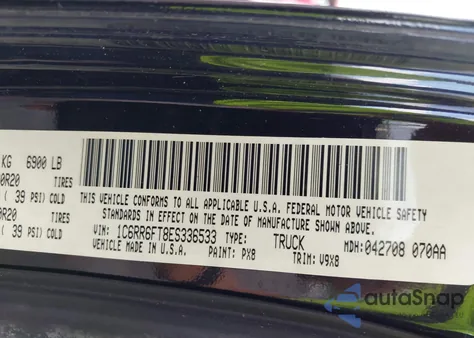 KG 6900 LB
0R20 TIRES
( 39 PSI) COLD
0R20 TIRES
( 39 PSI) COLD
THIS VEHICLE CONFORMS TO ALL APPLICABLE U.S.A. FEDERAL MOTOR VEHICLE SAFETY
STANDARDS IN EFFECT ON THE DATE OF MANUFACTURE SHOWN ABOVE.
VIN: 1C6RR6FT8ES336533 TYPE: TRUCK MDH: 042708 070AA
VEHICLE MADE IN U.S.A. PAINT: PX8 TRIM: V9X8
autoSnap